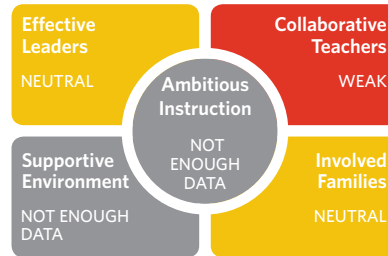 Effective
Leaders
NEUTRAL
Collaborative
Teachers
WEAK
Ambitious
Instruction
NOT
ENOUGH
DATA
Supportive
Environment
NOT ENOUGH
DATA
Involved
Families
NEUTRAL